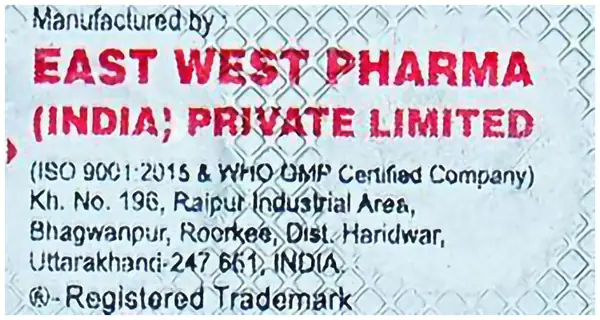 Manufactured by :
EAST WEST PHARMA
(INDIA) PRIVATE LIMITED
(ISO 9001:2015 & WHO GMP Certified Company)
Kh. No. 196, Raipur Industrial Area,
Bhagwanpur, Roorkee, Dist. Haridwar,
Uttarakhand-247 661, INDIA.
®- Registered Trademark